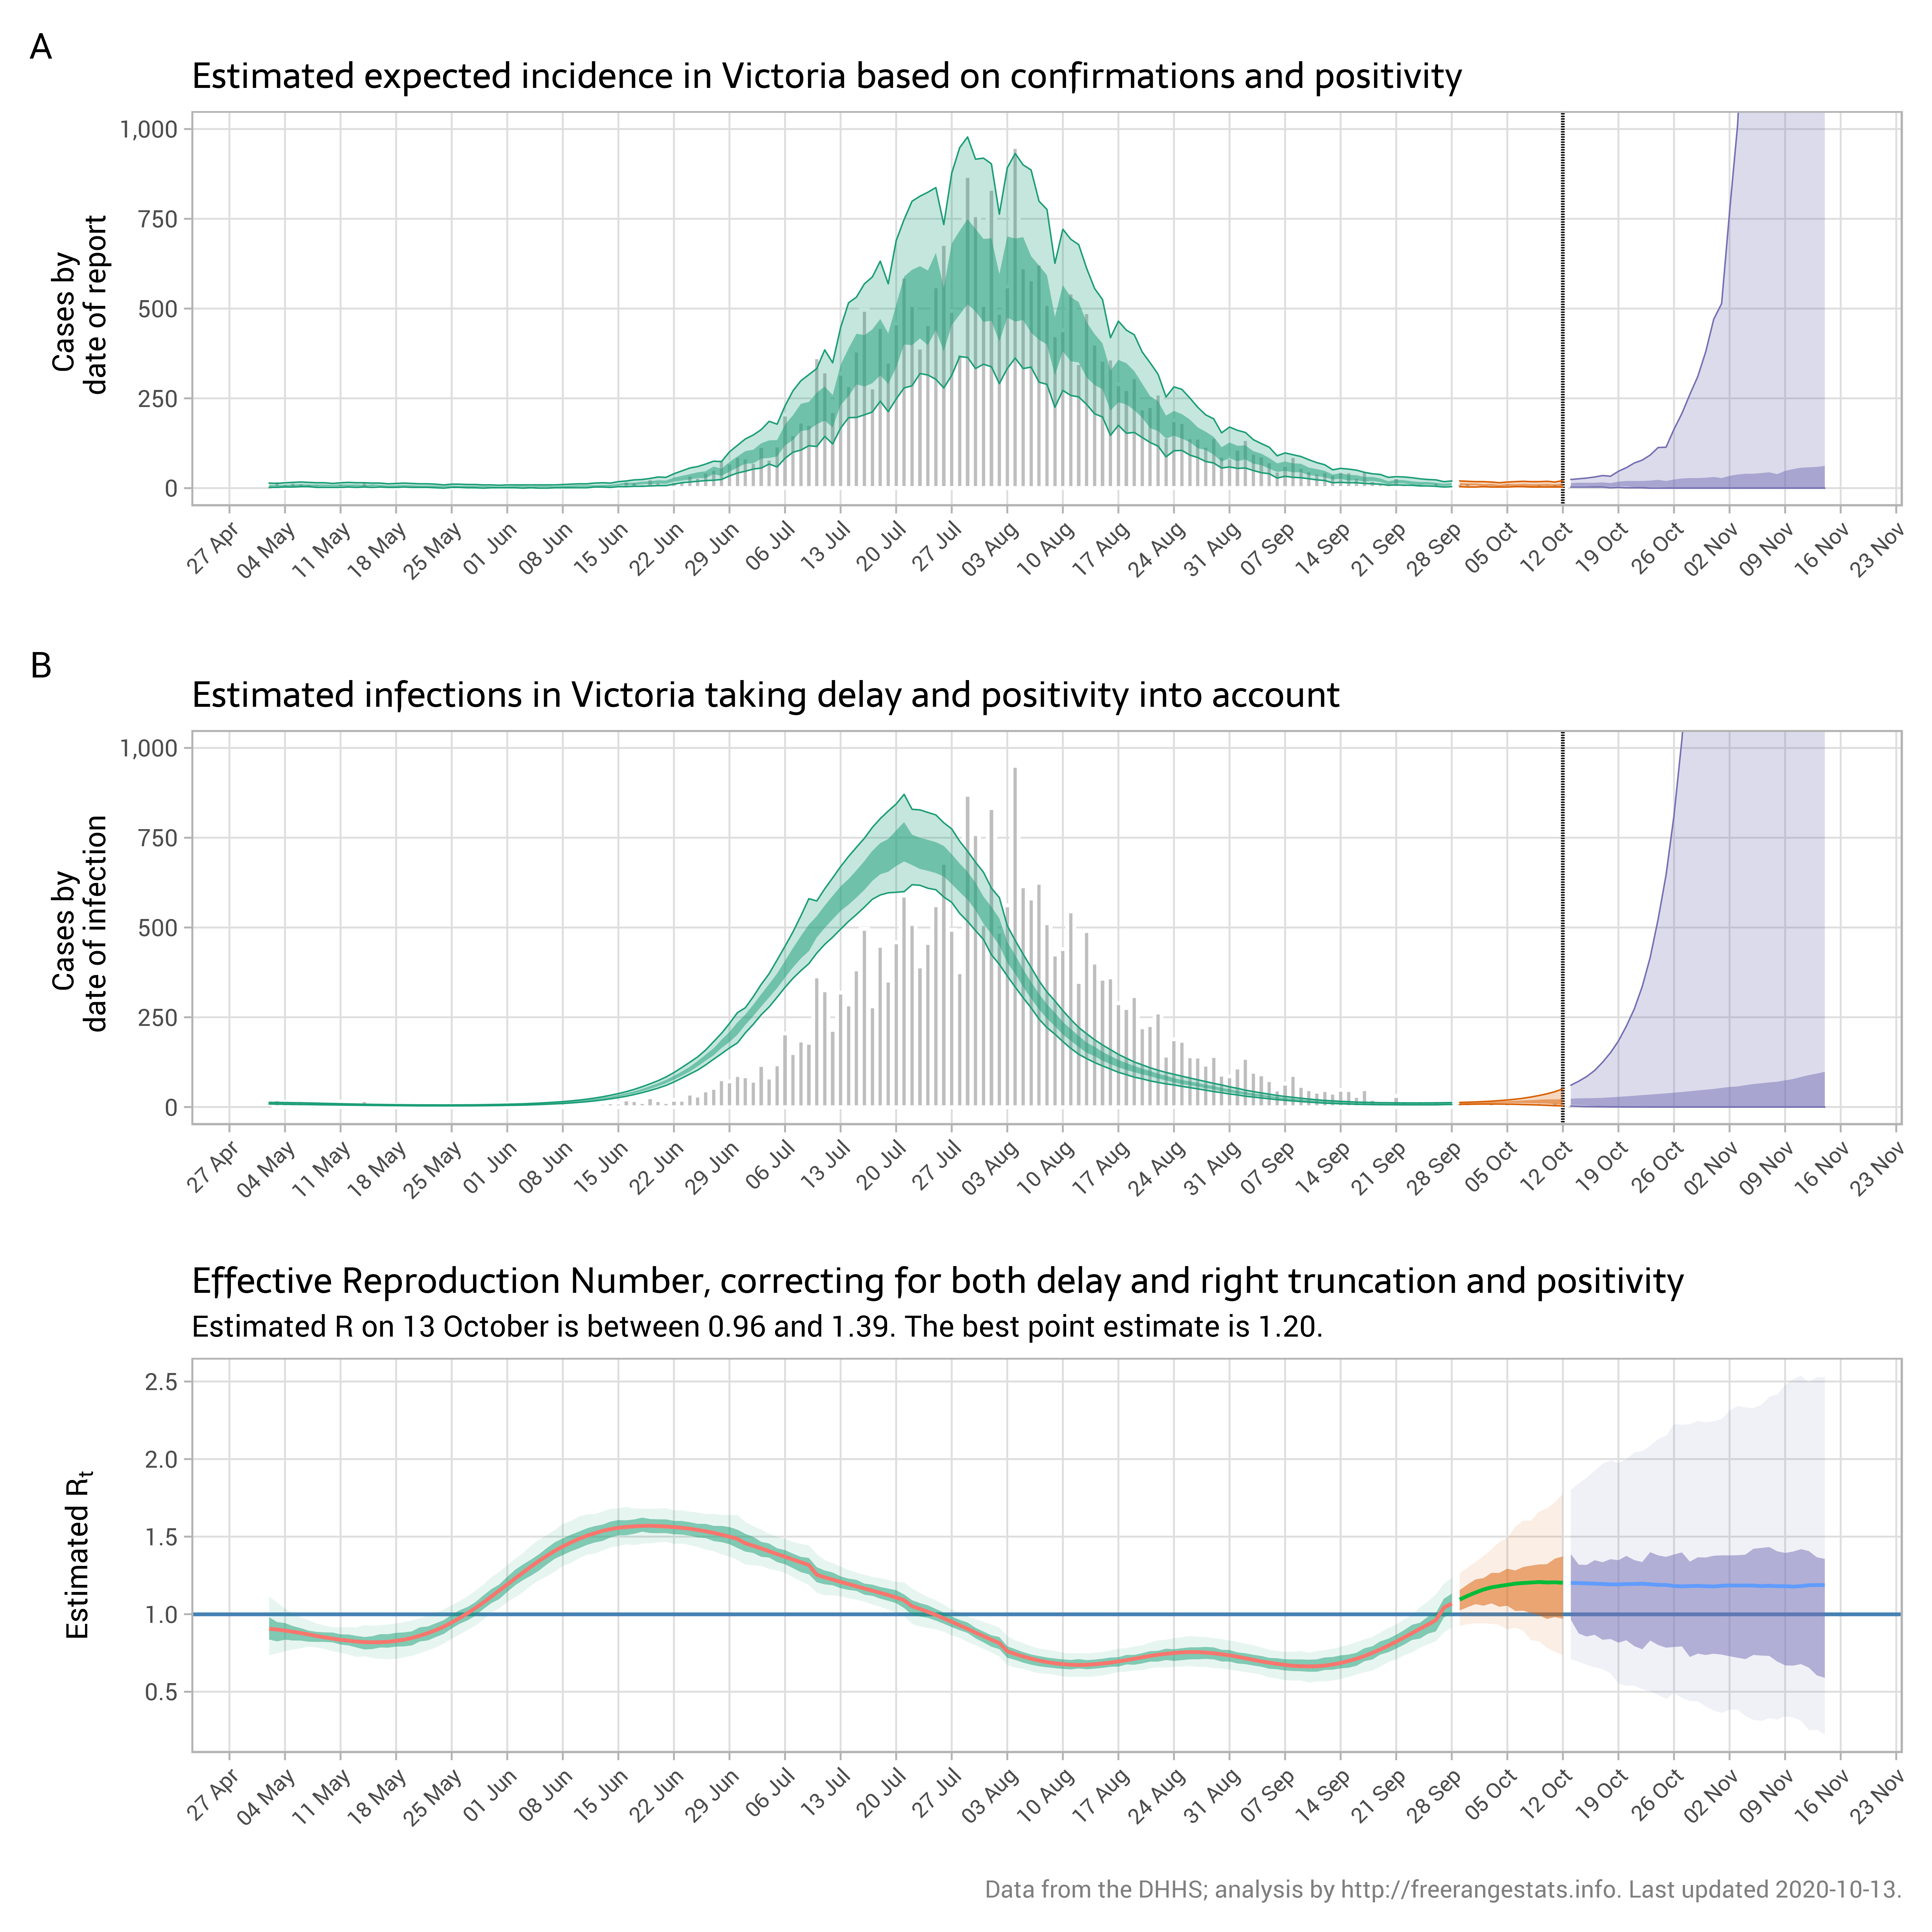 A
Estimated expected incidence in Victoria based on confirmations and positivity
Cases by
date of report
1,000
750
500
250
0
27 Apr
04 May
11 May
18 May
25 May
01 Jun
08 Jun
15 Jun
22 Jun
29 Jun
06 Jul
13 Jul
20 Jul
27 Jul
03 Aug
10 Aug
17 Aug
24 Aug
31 Aug
07 Sep
14 Sep
21 Sep
28 Sep
05 Oct
12 Oct
19 Oct
26 Oct
02 Nov
09 Nov
16 Nov
23 Nov
B
Estimated infections in Victoria taking delay and positivity into account
Cases by
date of infection
1,000
750
500
250
0
27 Apr
04 May
11 May
18 May
25 May
01 Jun
08 Jun
15 Jun
22 Jun
29 Jun
06 Jul
13 Jul
20 Jul
27 Jul
03 Aug
10 Aug
17 Aug
24 Aug
31 Aug
07 Sep
14 Sep
21 Sep
28 Sep
05 Oct
12 Oct
19 Oct
26 Oct
02 Nov
09 Nov
16 Nov
23 Nov
Effective Reproduction Number, correcting for both delay and right truncation and positivity
Estimated R on 13 October is between 0.96 and 1.39. The best point estimate is 1.20.
Estimated Rt
2.5
2.0
1.5
1.0
0.5
27 Apr
04 May
11 May
18 May
25 May
01 Jun
08 Jun
15 Jun
22 Jun
29 Jun
06 Jul
13 Jul
20 Jul
27 Jul
03 Aug
10 Aug
17 Aug
24 Aug
31 Aug
07 Sep
14 Sep
21 Sep
28 Sep
05 Oct
12 Oct
19 Oct
26 Oct
02 Nov
09 Nov
16 Nov
23 Nov
Data from the DHHS; analysis by http://freerangestats.info. Last updated 2020-10-13.